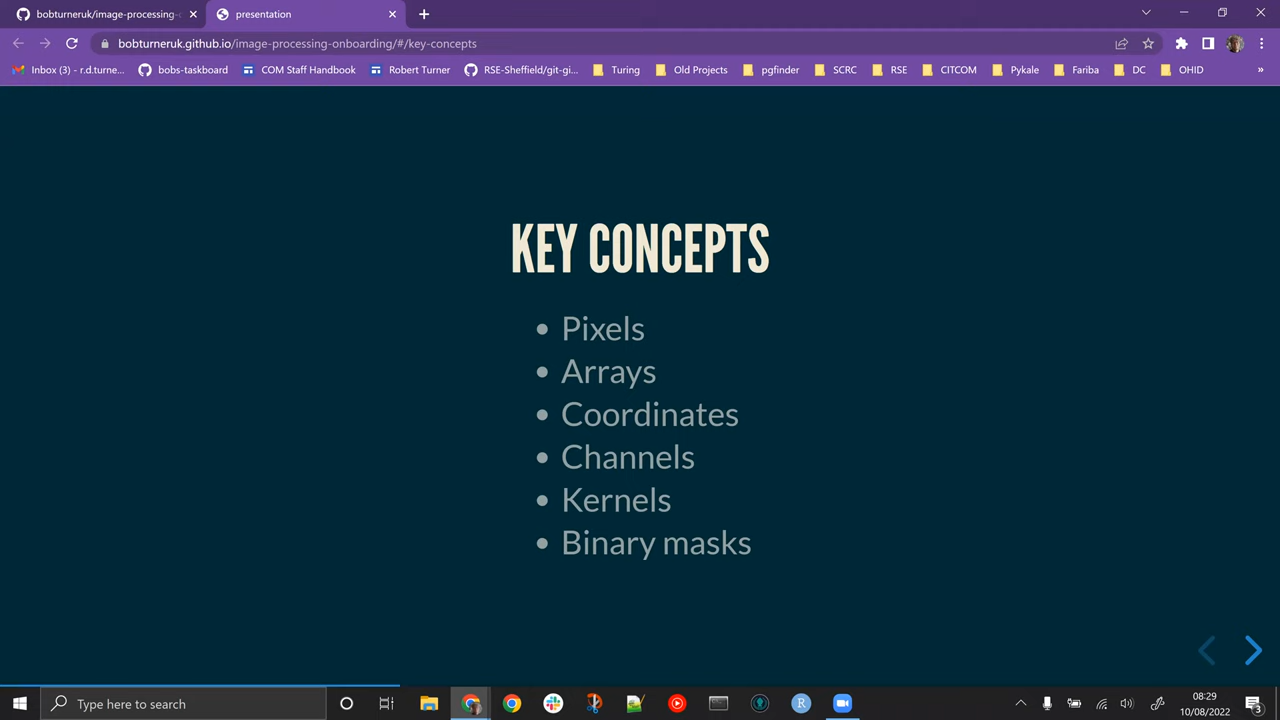 bobturneruk/image-processing-
presentation
bobturneruk.github.io/image-processing-onboarding/#/key-concepts
Inbox (3) - r.d.turne...
bobs-taskboard
COM Staff Handbook
Robert Turner
RSE-Sheffield/git-gi...
Turing
Old Projects
pgfinder
SCRC
RSE
CITCOM
Pykale
Fariba
DC
OHID
»
KEY CONCEPTS
• Pixels
• Arrays
• Coordinates
• Channels
• Kernels
• Binary masks
Type here to search
08:29
10/08/2022
3